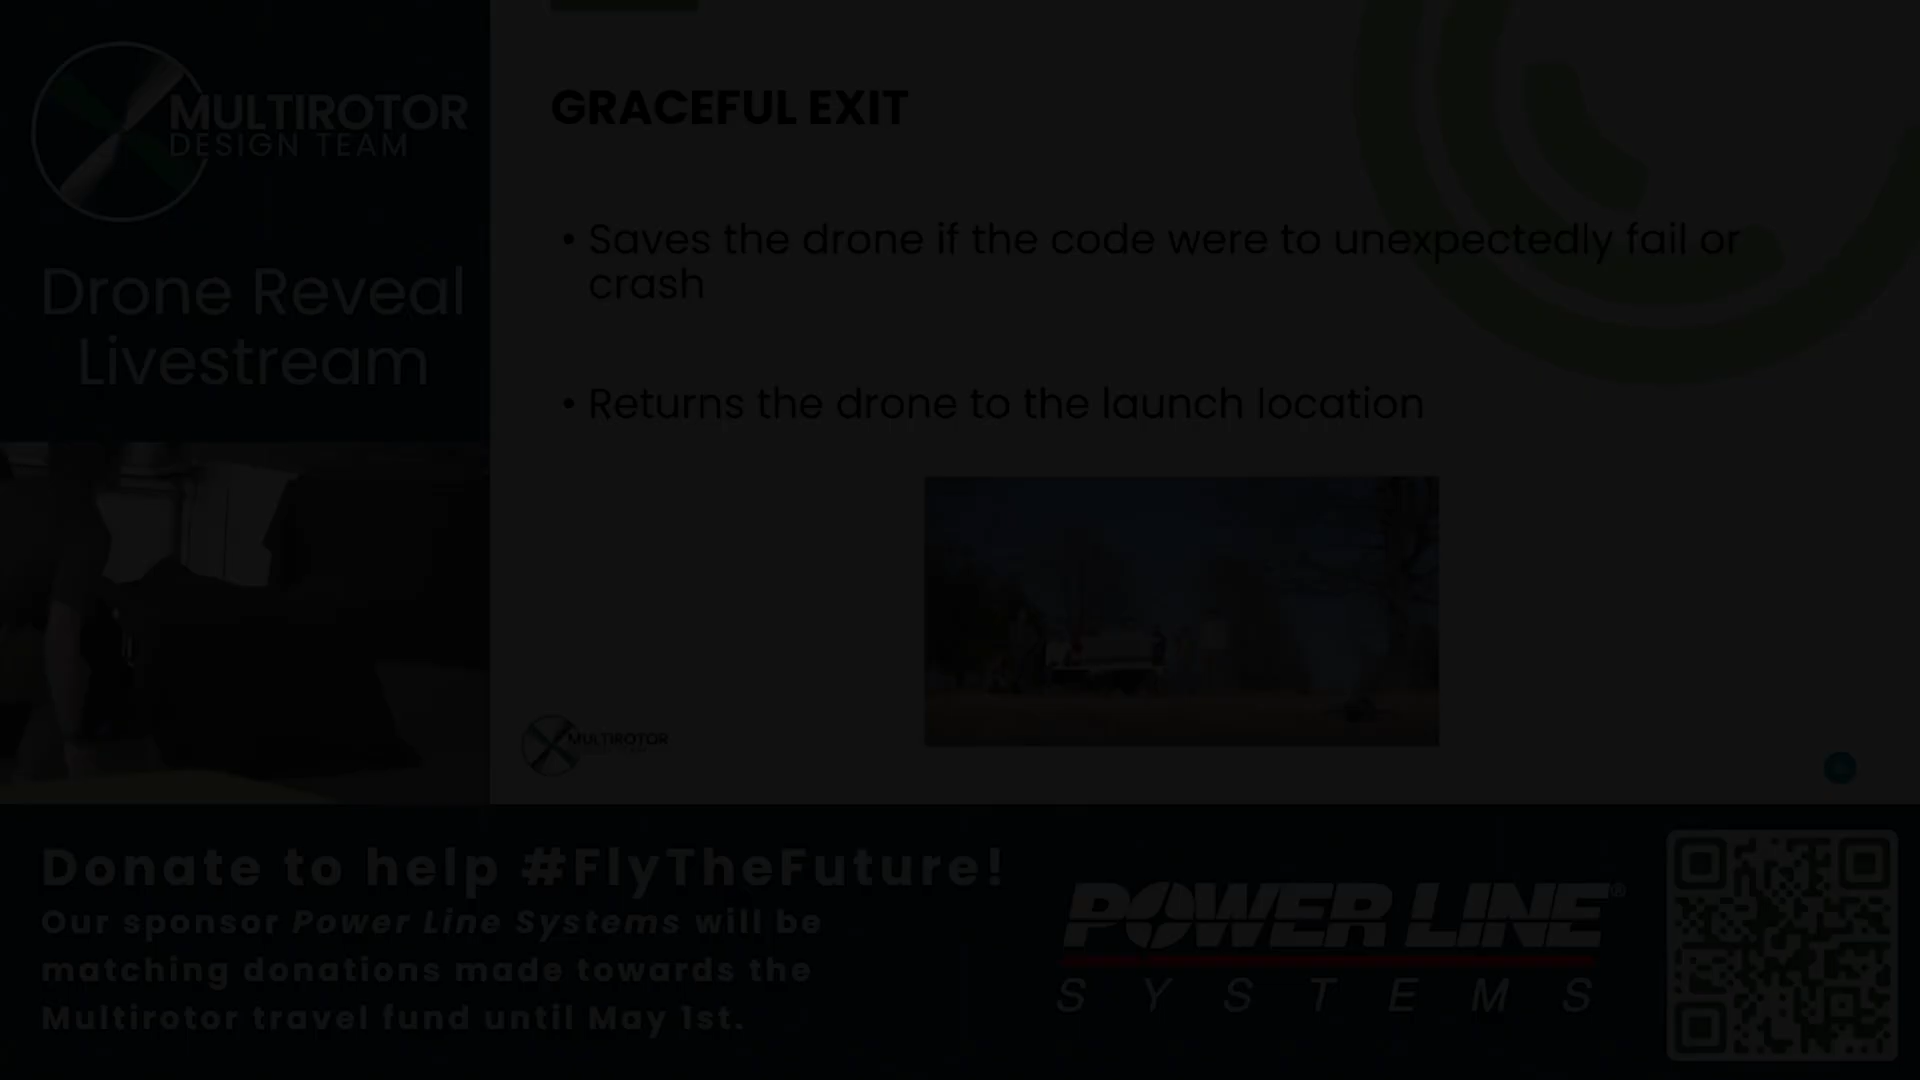 MULTIROTOR
DESIGN TEAM
Drone Reveal
Livestream
GRACEFUL EXIT
• Saves the drone if the code were to unexpectedly fail or
crash
• Returns the drone to the launch location
MULTIROTOR
Donate to help #FlyTheFuture!
Our sponsor Power Line Systems will be
matching donations made towards the
Multirotor travel fund until May 1st.
POWER LINE®
SYSTEMS